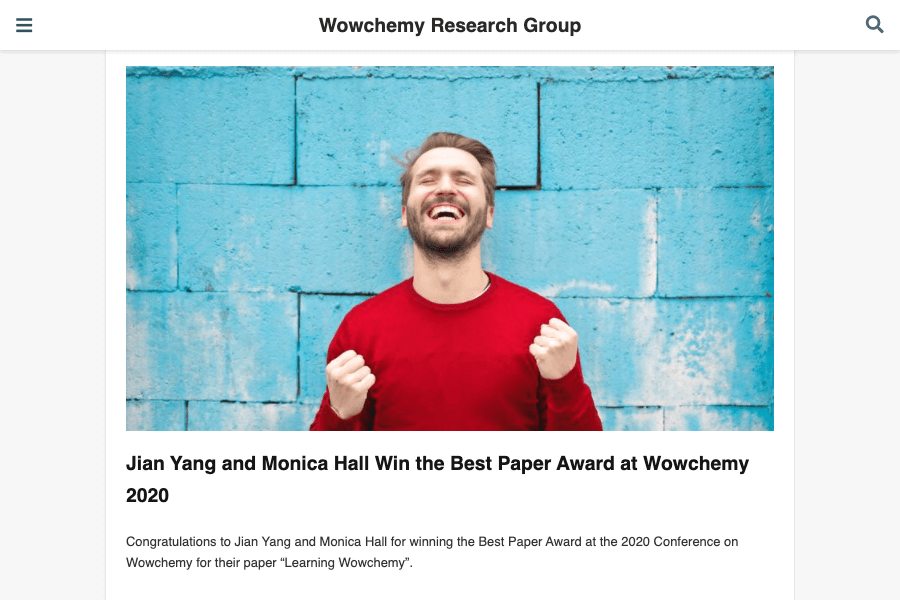 Wowchemy Research Group
Jian Yang and Monica Hall Win the Best Paper Award at Wowchemy
2020
Congratulations to Jian Yang and Monica Hall for winning the Best Paper Award at the 2020 Conference on
Wowchemy for their paper “Learning Wowchemy”.